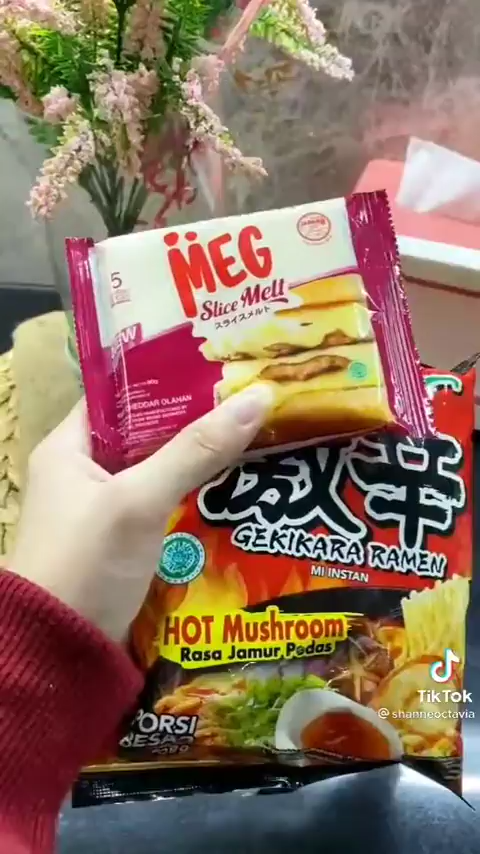 5
MEG
Slice Melt
スライスメルト
CHEDDAR OLAHAN
激辛
GEKIKARA RAMEN
MI INSTAN
HOT Mushroom
Rasa Jamur Pedas
PORSI
BESAR
TikTok
@shanneoctavia